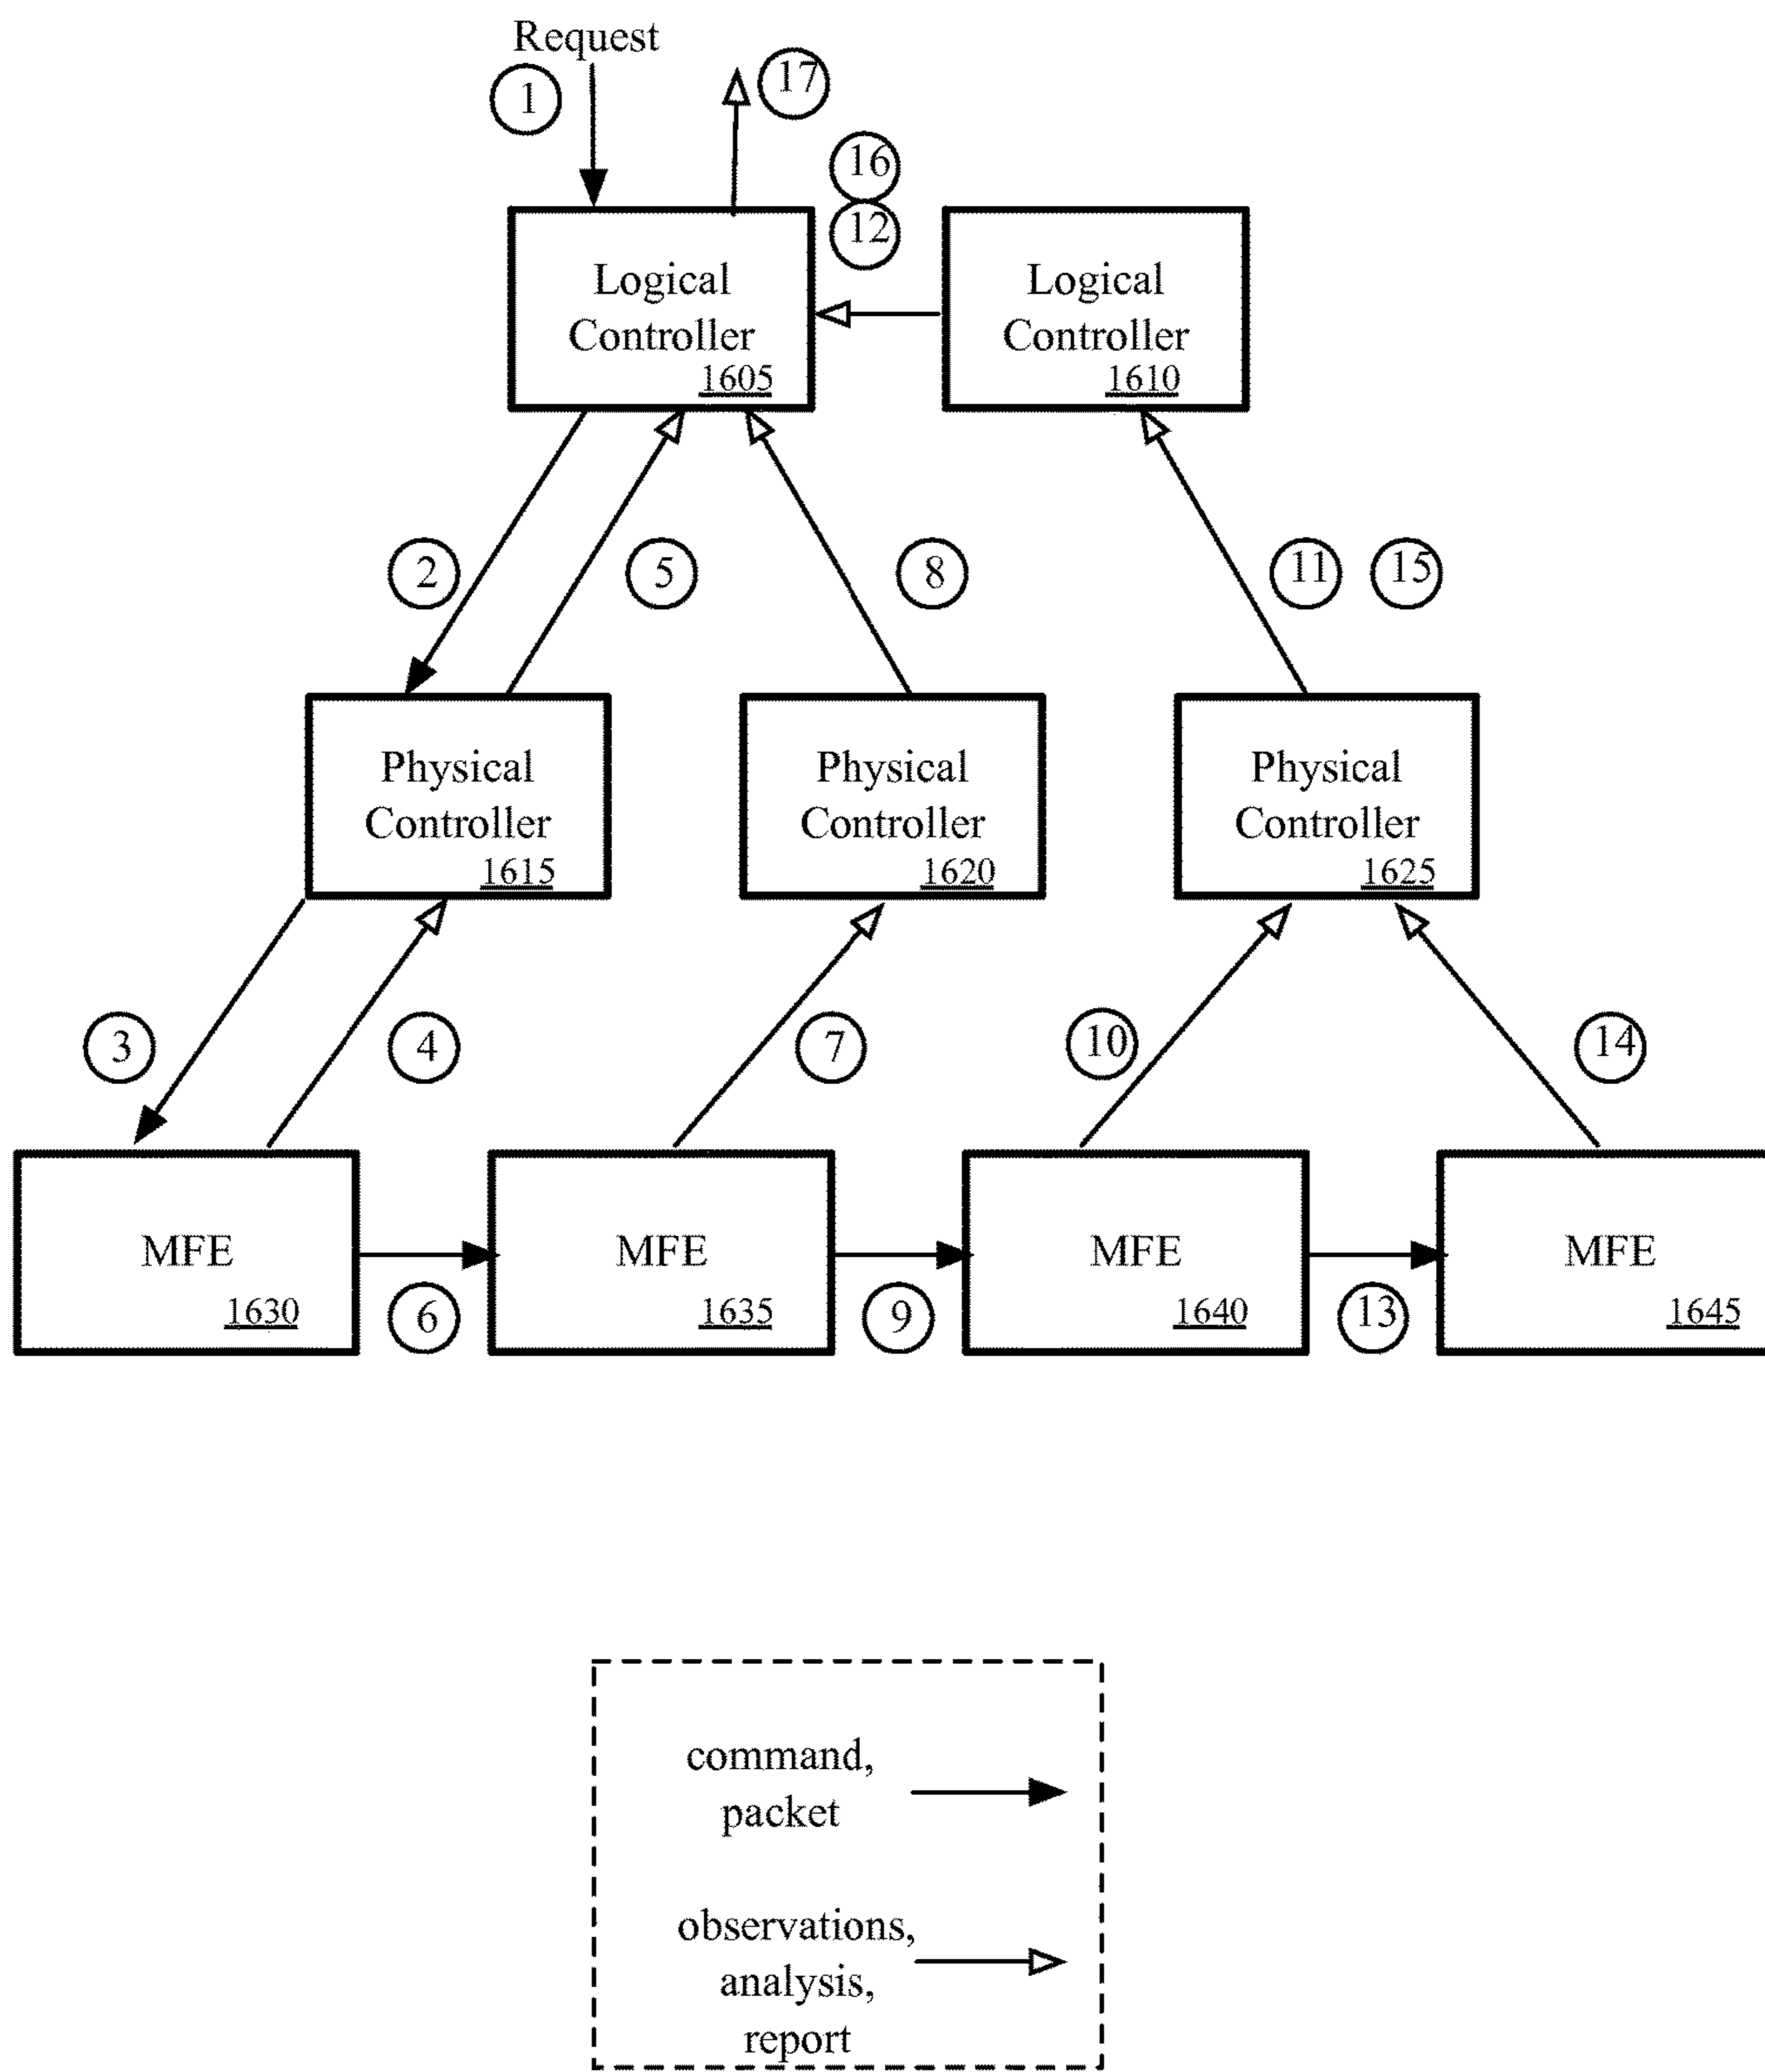 Request
1
17
16
12
Logical
Controller
1605
Logical
Controller
1610
2
5
8
11
15
Physical
Controller
1615
Physical
Controller
1620
Physical
Controller
1625
3
4
7
10
14
MFE
1630
MFE
1635
MFE
1640
MFE
1645
6
9
13
command,
packet
observations,
analysis,
report